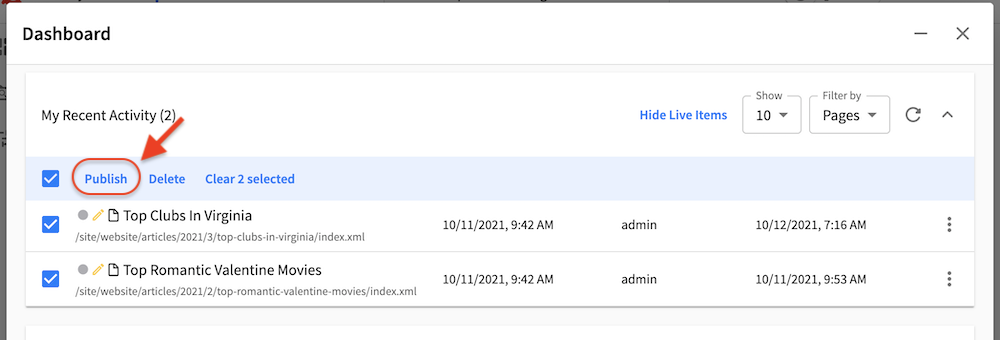 Dashboard
My Recent Activity (2)
Hide Live Items
Show
10
Filter by
Pages
Publish Delete Clear 2 selected
Top Clubs In Virginia 10/11/2021, 9:42 AM admin 10/12/2021, 7:16 AM
/site/website/articles/2021/3/top-clubs-in-virginia/index.xml
Top Romantic Valentine Movies 10/11/2021, 9:42 AM admin 10/11/2021, 9:53 AM
/site/website/articles/2021/2/top-romantic-valentine-movies/index.xml